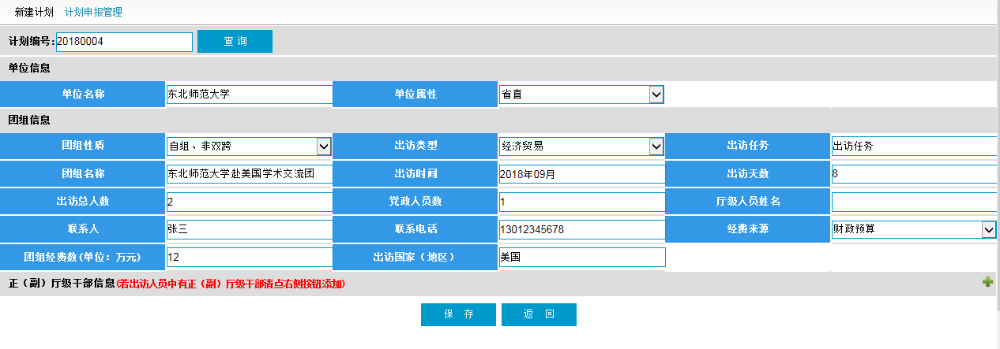 新建计划 计划申报管理
计划编号: 20180004 查 询
单位信息
单位名称 东北师范大学 单位属性 省直
团组信息
团组性质 自组、非双跨 出访类型 经济贸易 出访任务 出访任务
团组名称 东北师范大学赴美国学术交流团 出访时间 2018年09月 出访天数 8
出访总人数 2 党政人员数 1 厅级人员姓名
联系人 张三 联系电话 13012345678 经费来源 财政预算
团组经费数(单位：万元) 12 出访国家（地区） 美国
正（副）厅级干部信息(若出访人员中有正（副）厅级干部请点右侧按钮添加)
保 存 返 回